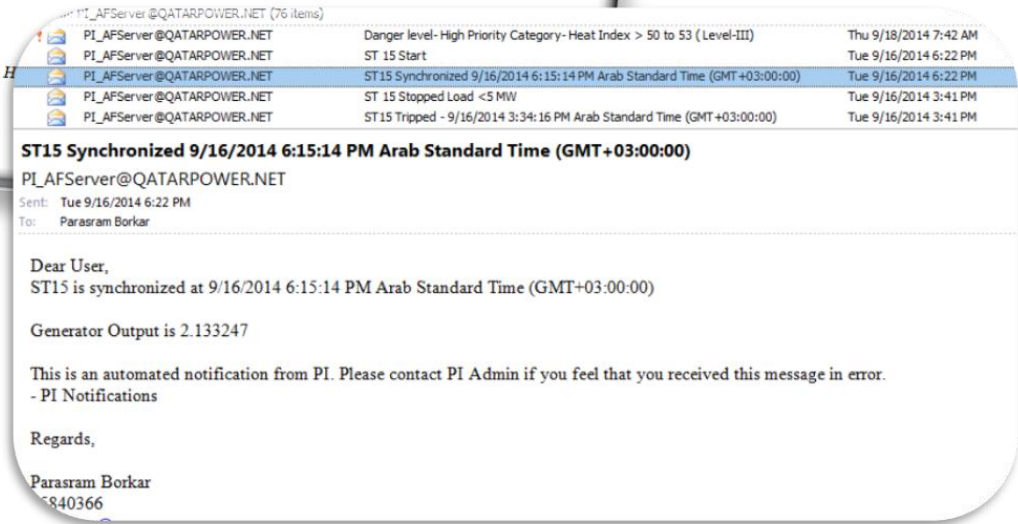 PI_AFServer@QATARPOWER.NET (76 items)
! PI_AFServer@QATARPOWER.NET Danger level- High Priority Category- Heat Index > 50 to 53 ( Level-III) Thu 9/18/2014 7:42 AM
PI_AFServer@QATARPOWER.NET ST 15 Start Tue 9/16/2014 6:22 PM
H
PI_AFServer@QATARPOWER.NET ST15 Synchronized 9/16/2014 6:15:14 PM Arab Standard Time (GMT+03:00:00) Tue 9/16/2014 6:22 PM
PI_AFServer@QATARPOWER.NET ST 15 Stopped Load <5 MW Tue 9/16/2014 3:41 PM
PI_AFServer@QATARPOWER.NET ST15 Tripped - 9/16/2014 3:34:16 PM Arab Standard Time (GMT+03:00:00) Tue 9/16/2014 3:41 PM
ST15 Synchronized 9/16/2014 6:15:14 PM Arab Standard Time (GMT+03:00:00)
PI_AFServer@QATARPOWER.NET
Sent: Tue 9/16/2014 6:22 PM
To: Parasram Borkar
Dear User,
ST15 is synchronized at 9/16/2014 6:15:14 PM Arab Standard Time (GMT+03:00:00)
Generator Output is 2.133247
This is an automated notification from PI. Please contact PI Admin if you feel that you received this message in error.
- PI Notifications
Regards,
Parasram Borkar
5840366